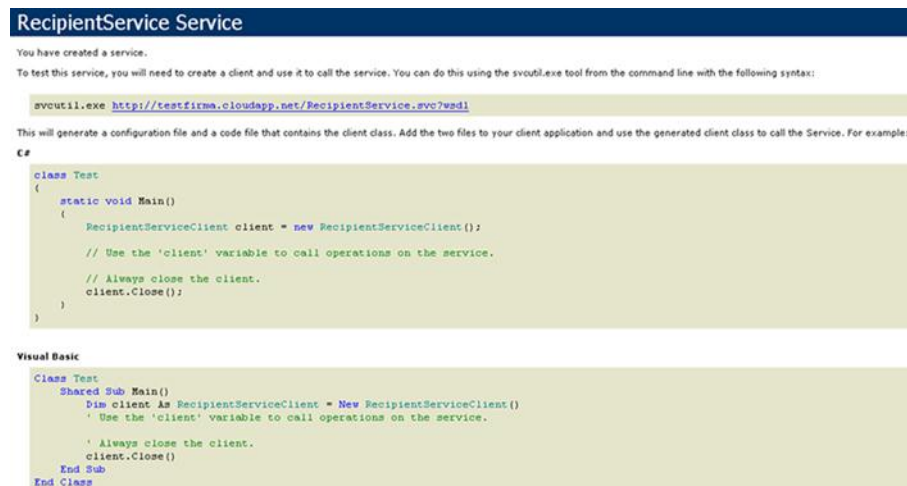 RecipientService Service
You have created a service.
To test this service, you will need to create a client and use it to call the service. You can do this using the svcutil.exe tool from the command line with the following syntax:
svcutil.exe http://testfirma.cloudapp.net/RecipientService.svc?wsdl
This will generate a configuration file and a code file that contains the client class. Add the two files to your client application and use the generated client class to call the Service. For example:
C#
class Test
{
static void Main()
{
RecipientServiceClient client = new RecipientServiceClient();
// Use the 'client' variable to call operations on the service.
// Always close the client.
client.Close();
}
}
Visual Basic
Class Test
Shared Sub Main()
Dim client As RecipientServiceClient = New RecipientServiceClient()
' Use the 'client' variable to call operations on the service.
' Always close the client.
client.Close()
End Sub
End Class